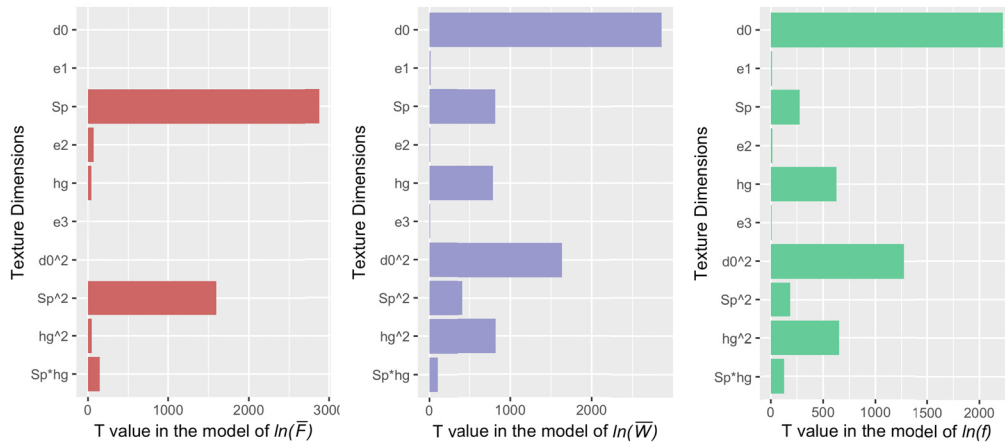 Texture Dimensions
d0
e1
Sp
e2
hg
e3
d0^2
Sp^2
hg^2
Sp*hg
0 1000 2000 3000
T value in the model of ln(F̅)
Texture Dimensions
d0
e1
Sp
e2
hg
e3
d0^2
Sp^2
hg^2
Sp*hg
0 1000 2000
T value in the model of ln(W̅)
Texture Dimensions
d0
e1
Sp
e2
hg
e3
d0^2
Sp^2
hg^2
Sp*hg
0 500 1000 1500 2000
T value in the model of ln(f)